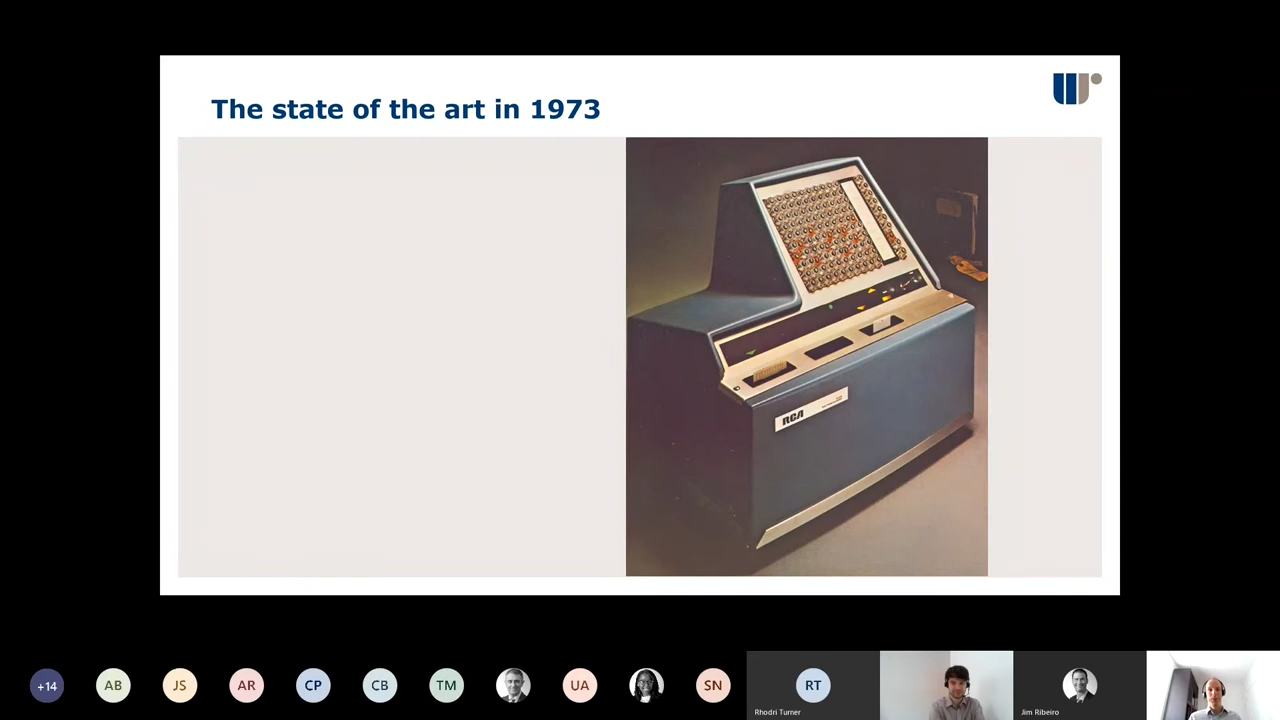 The state of the art in 1973
RCA
+14
AB
JS
AR
CP
CB
TM
UA
SN
RT
Rhodri Turner
Jim Ribeiro